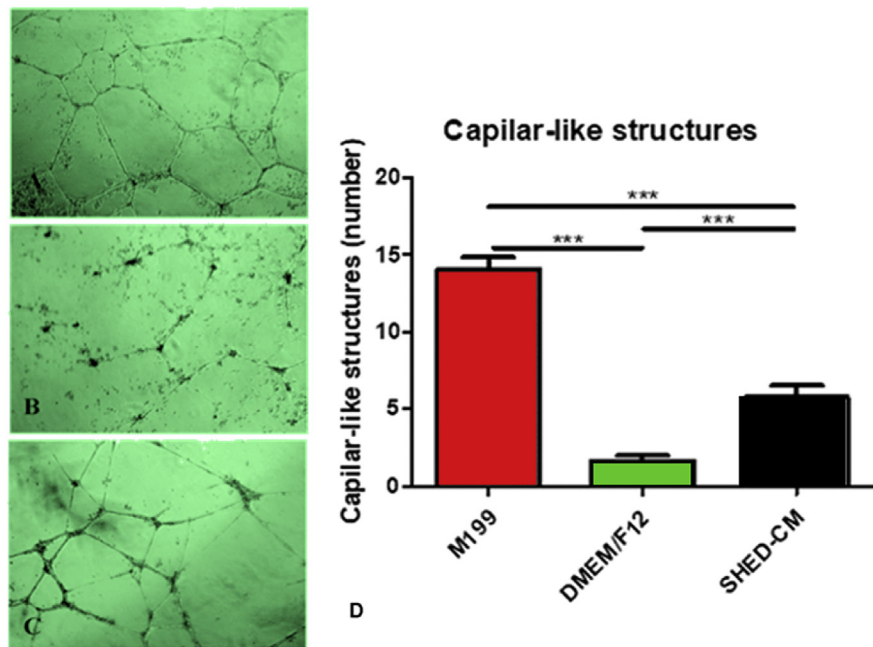 B
C
Capilar-like structures
Capilar-like structures (number)
20
15
10
5
0
***
***
***
M199
DMEM/F12
SHED-CM
D